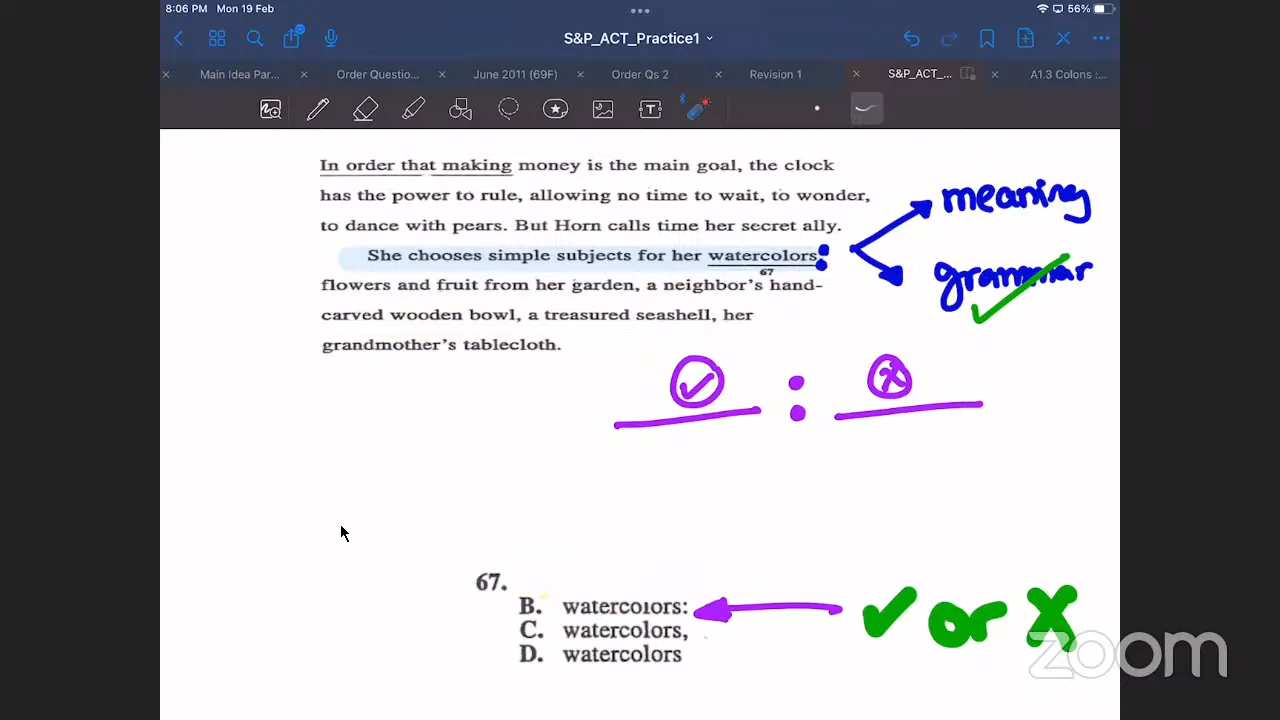 8:06 PM Mon 19 Feb
56%
S&P_ACT_Practice1
Main Idea Par...
Order Questio...
June 2011 (69F)
Order Qs 2
Revision 1
S&P_ACT_...
A1.3 Colons :...
In order that making money is the main goal, the clock
has the power to rule, allowing no time to wait, to wonder,
to dance with pears. But Horn calls time her secret ally.
She chooses simple subjects for her watercolors:
67
flowers and fruit from her garden, a neighbor's hand-
carved wooden bowl, a treasured seashell, her
grandmother's tablecloth.
meaning
grammar
:
67.
B. watercolors:
C. watercolors,
D. watercolors
✓ or X
zoom